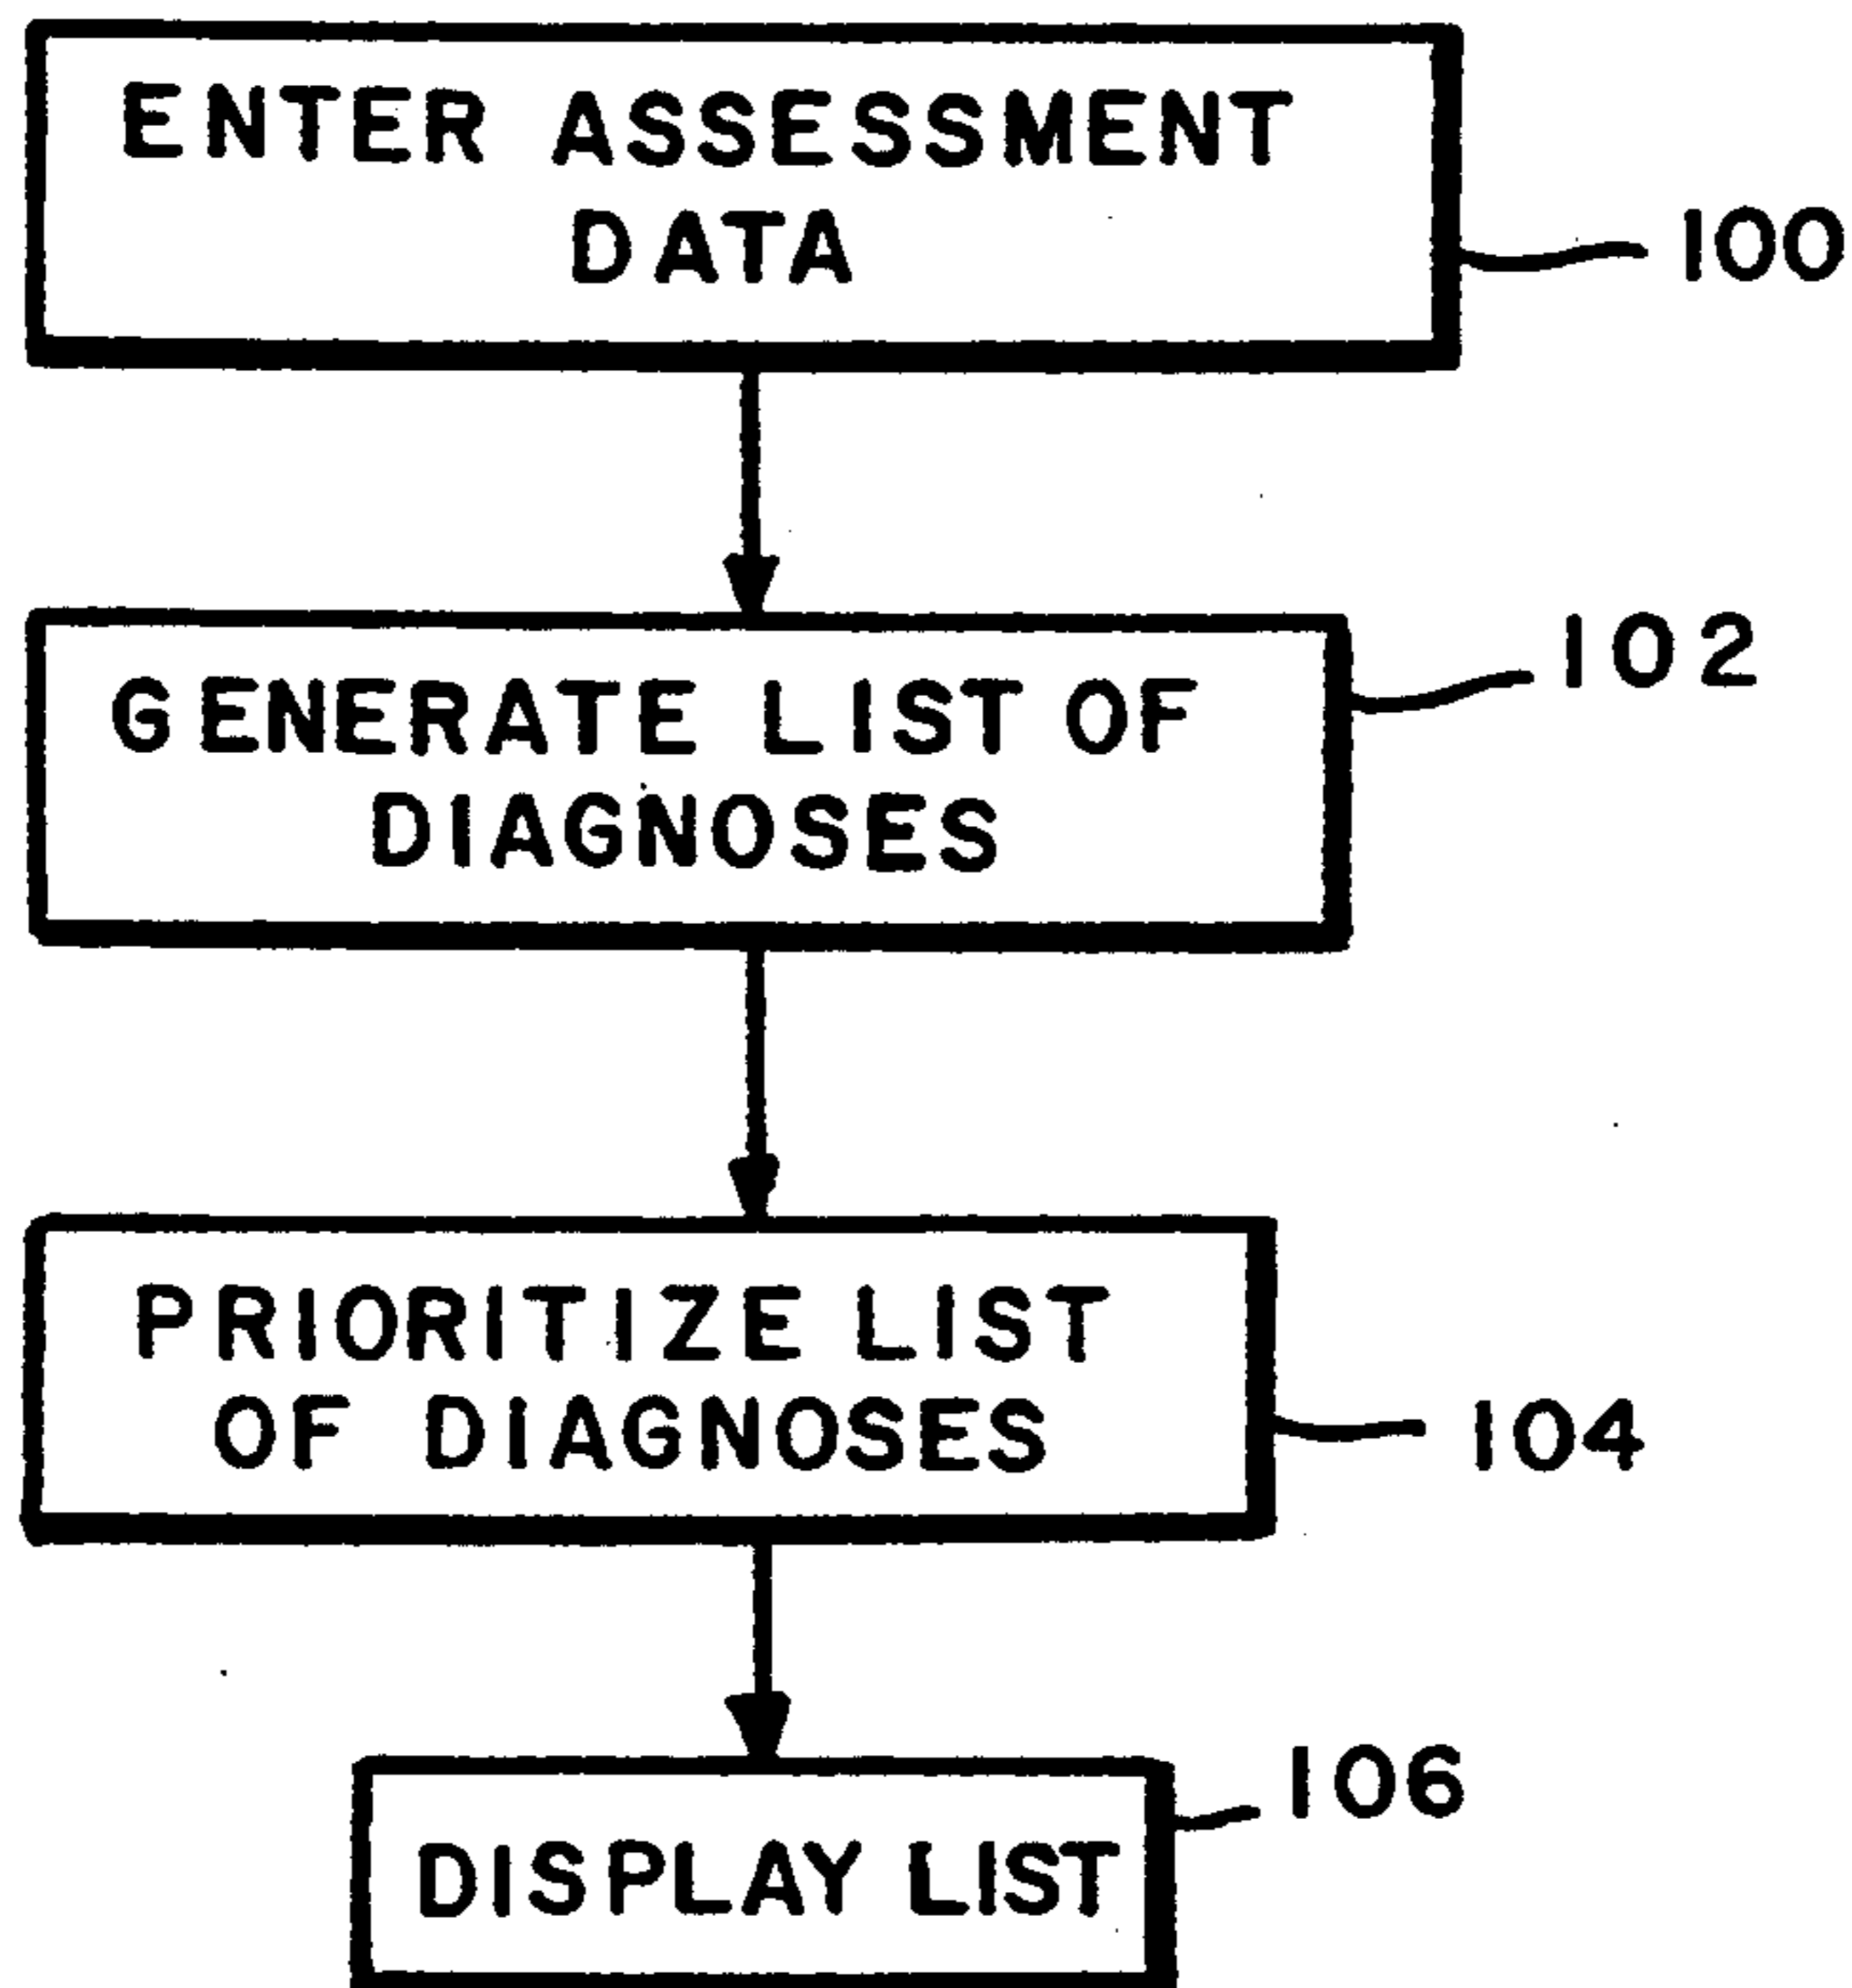 ENTER ASSESSMENT
DATA
100
GENERATE LIST OF
DIAGNOSES
102
PRIORITIZE LIST
OF DIAGNOSES
104
DISPLAY LIST
106